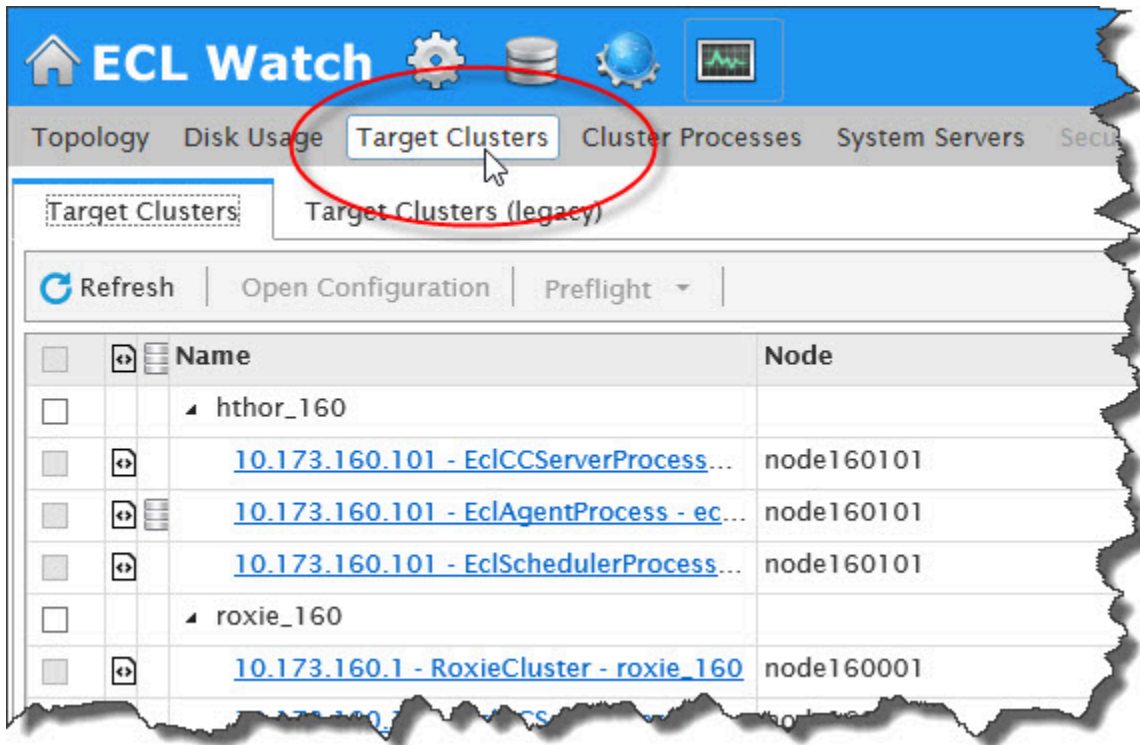 ECL Watch
Topology Disk Usage Target Clusters Cluster Processes System Servers
Target Clusters Target Clusters (legacy)
Refresh Open Configuration Preflight
Name Node
hthor_160
10.173.160.101 - EclCCServerProcess... node160101
10.173.160.101 - EclAgentProcess - ec... node160101
10.173.160.101 - EclSchedulerProcess... node160101
roxie_160
10.173.160.1 - RoxieCluster - roxie_160 node160001